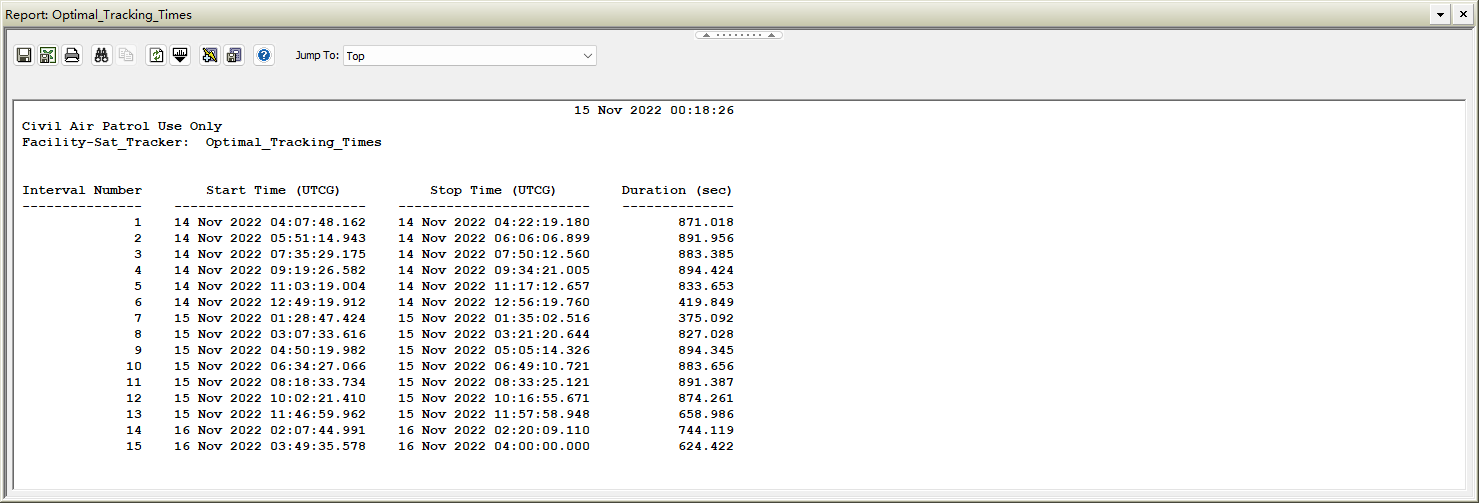 Report: Optimal_Tracking_Times
Jump To: Top
15 Nov 2022 00:18:26
Civil Air Patrol Use Only
Facility-Sat_Tracker:  Optimal_Tracking_Times
Interval Number    Start Time (UTCG)    Stop Time (UTCG)    Duration (sec)
1    14 Nov 2022 04:07:48.162    14 Nov 2022 04:22:19.180    871.018
2    14 Nov 2022 05:51:14.943    14 Nov 2022 06:06:06.899    891.956
3    14 Nov 2022 07:35:29.175    14 Nov 2022 07:50:12.560    883.385
4    14 Nov 2022 09:19:26.582    14 Nov 2022 09:34:21.005    894.424
5    14 Nov 2022 11:03:19.004    14 Nov 2022 11:17:12.657    833.653
6    14 Nov 2022 12:49:19.912    14 Nov 2022 12:56:19.760    419.849
7    15 Nov 2022 01:28:47.424    15 Nov 2022 01:35:02.516    375.092
8    15 Nov 2022 03:07:33.616    15 Nov 2022 03:21:20.644    827.028
9    15 Nov 2022 04:50:19.982    15 Nov 2022 05:05:14.326    894.345
10    15 Nov 2022 06:34:27.066    15 Nov 2022 06:49:10.721    883.656
11    15 Nov 2022 08:18:33.734    15 Nov 2022 08:33:25.121    891.387
12    15 Nov 2022 10:02:21.410    15 Nov 2022 10:16:55.671    874.261
13    15 Nov 2022 11:46:59.962    15 Nov 2022 11:57:58.948    658.986
14    16 Nov 2022 02:07:44.991    16 Nov 2022 02:20:09.110    744.119
15    16 Nov 2022 03:49:35.578    16 Nov 2022 04:00:00.000    624.422